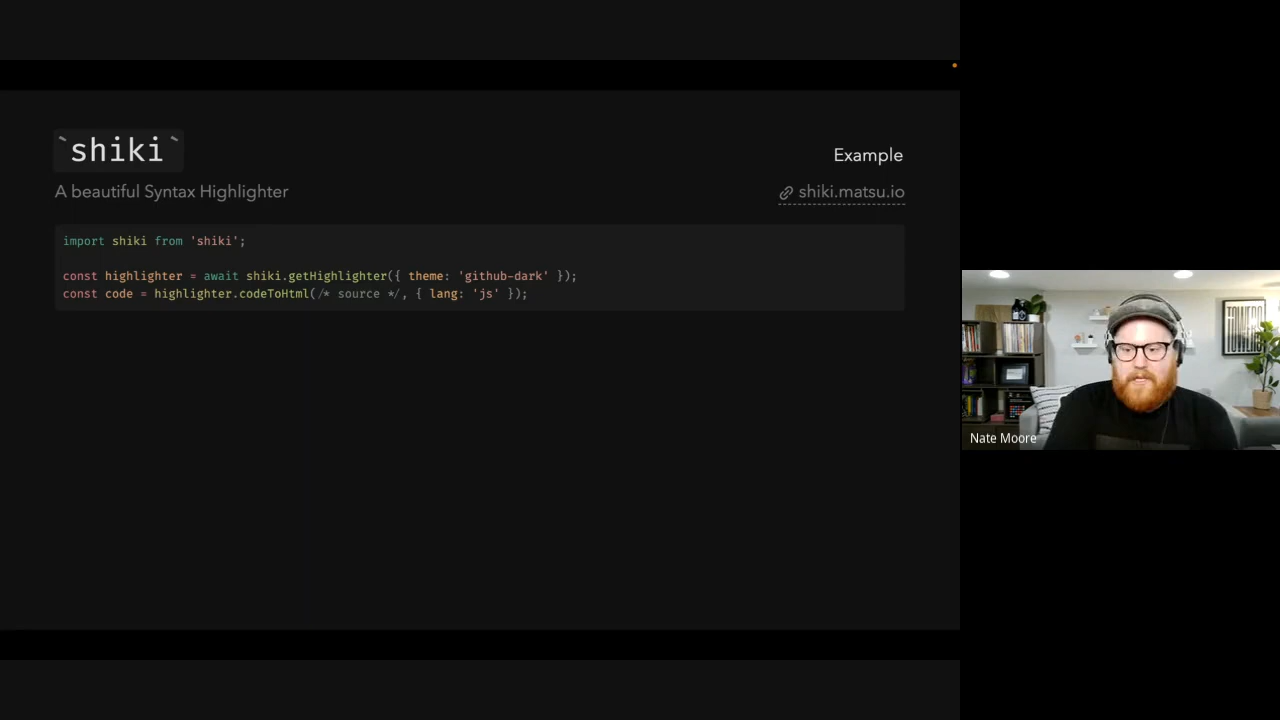 `shiki`
Example
A beautiful Syntax Highlighter
shiki.matsu.io
import shiki from 'shiki';
const highlighter = await shiki.getHighlighter({ theme: 'github-dark' });
const code = highlighter.codeToHtml(/* source */, { lang: 'js' });
Nate Moore